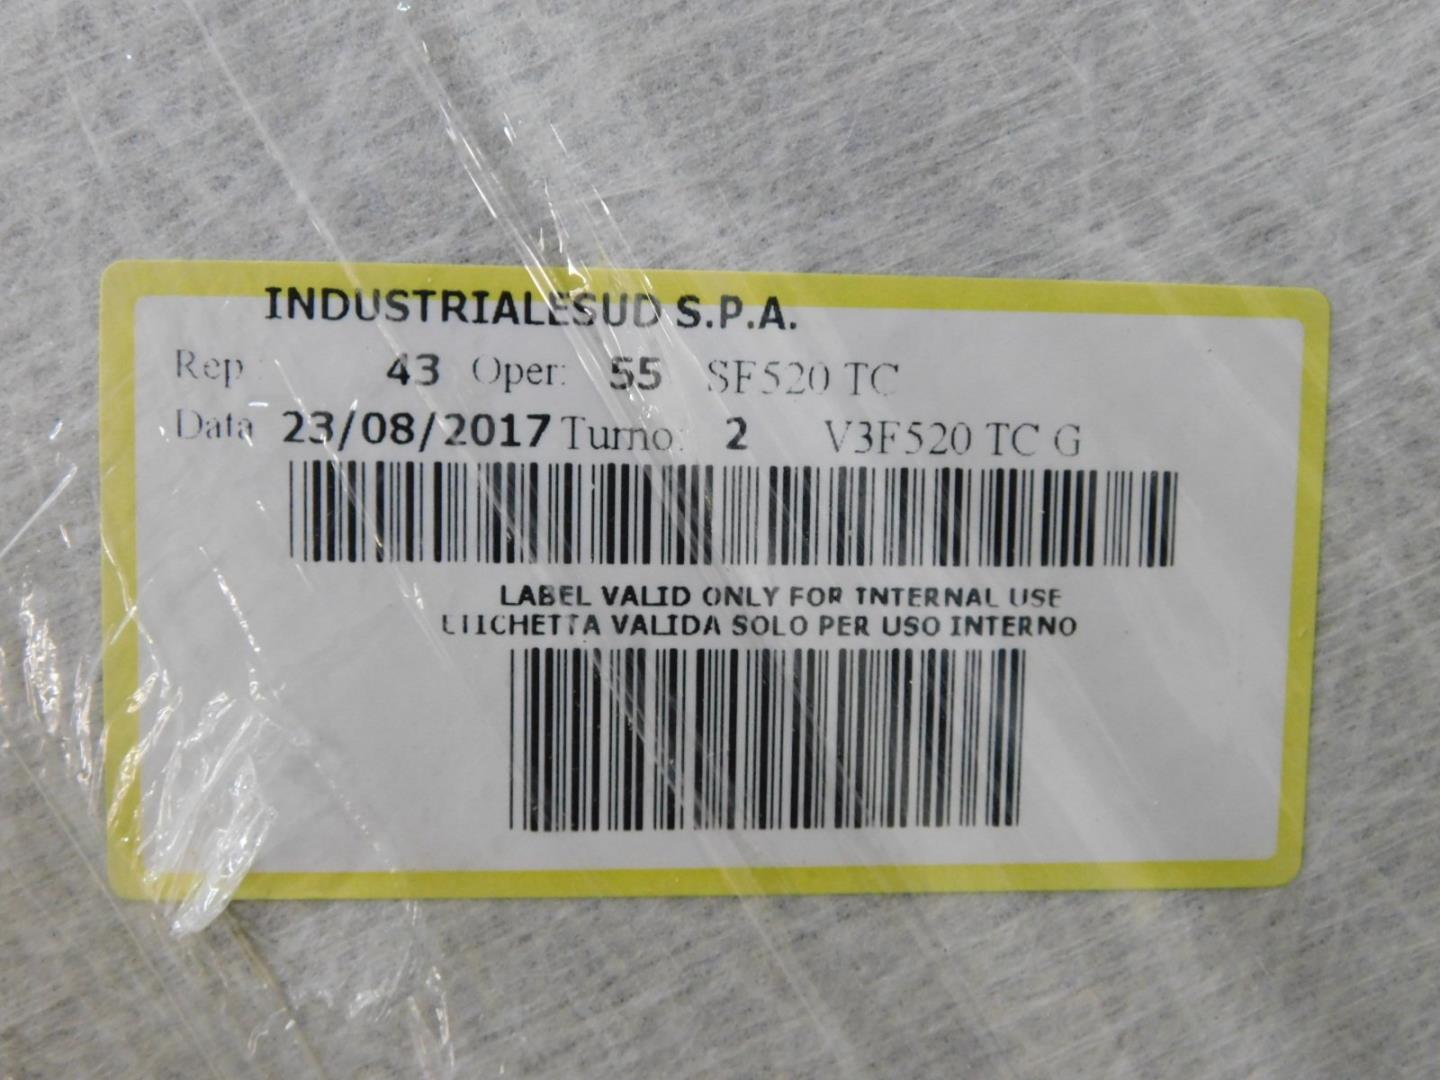 INDUSTRIALESUD S.P.A.
Rep : 43 Oper: 55 SF520 TC
Data 23/08/2017 Turno: 2 V3F520 TC G
LABEL VALID ONLY FOR INTERNAL USE
ETICHETTA VALIDA SOLO PER USO INTERNO